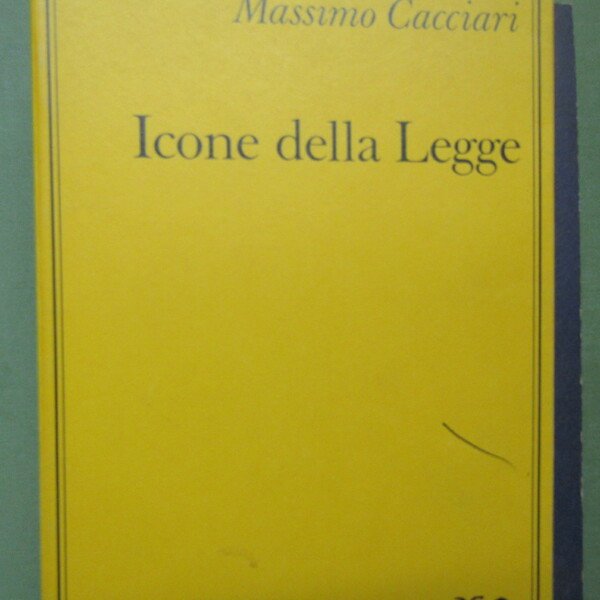 Massimo Cacciari
Icone della Legge